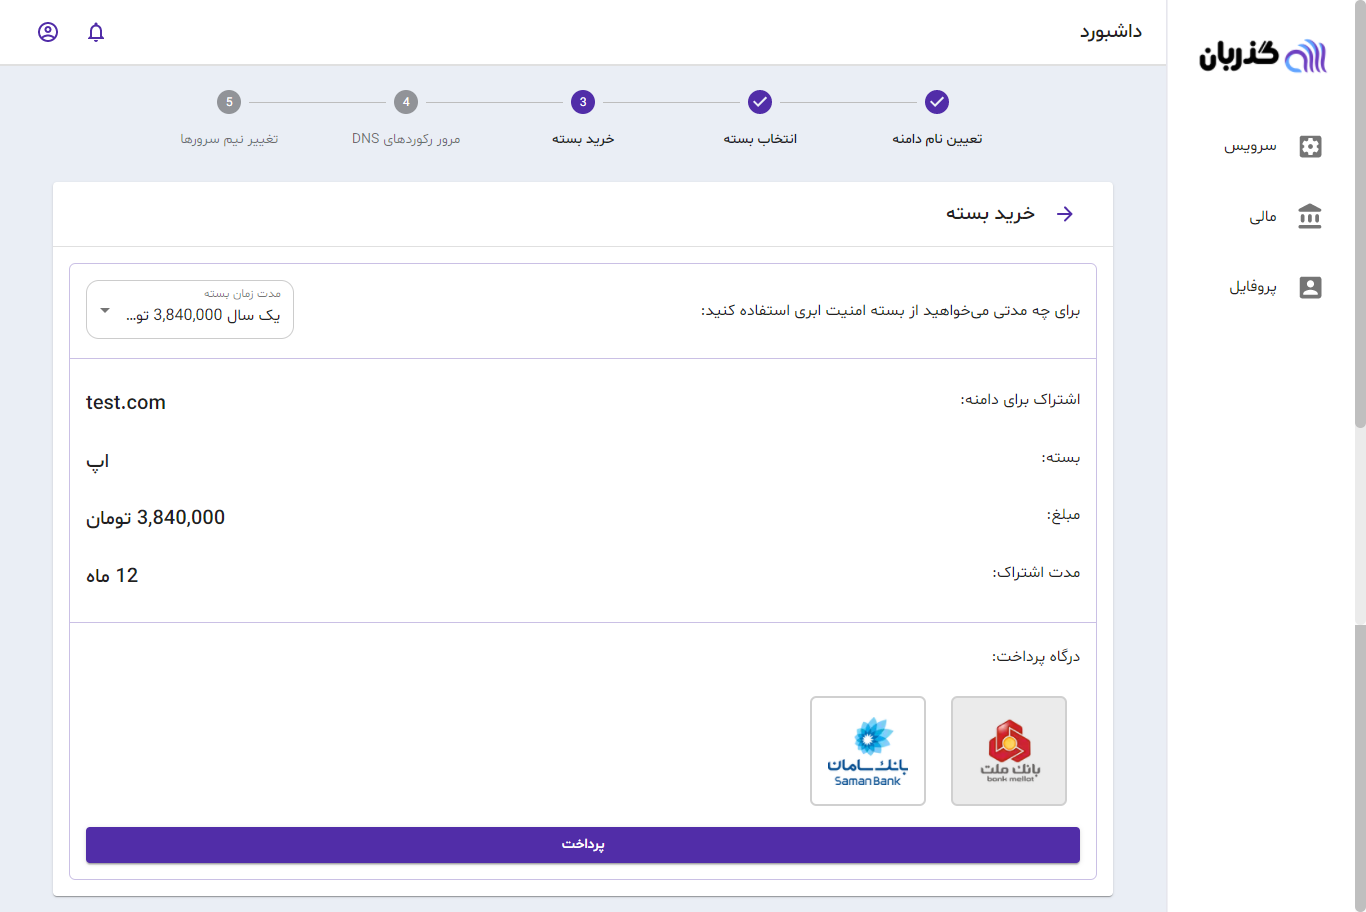 گذربان
سرویس
مالی
پروفایل
داشبورد
تعیین نام دامنه
انتخاب بسته
3
خرید بسته
4
مرور رکوردهای DNS
5
تغییر نیم سرورها
خرید بسته
برای چه مدتی می‌خواهید از بسته امنیت ابری استفاده کنید:
مدت زمان بسته
یک سال 3,840,000 تو...
اشتراک برای دامنه:
test.com
بسته:
اپ
مبلغ:
3,840,000 تومان
مدت اشتراک:
12 ماه
درگاه پرداخت:
بانک ملت
bank mellat
بانک سامان
Saman Bank
پرداخت